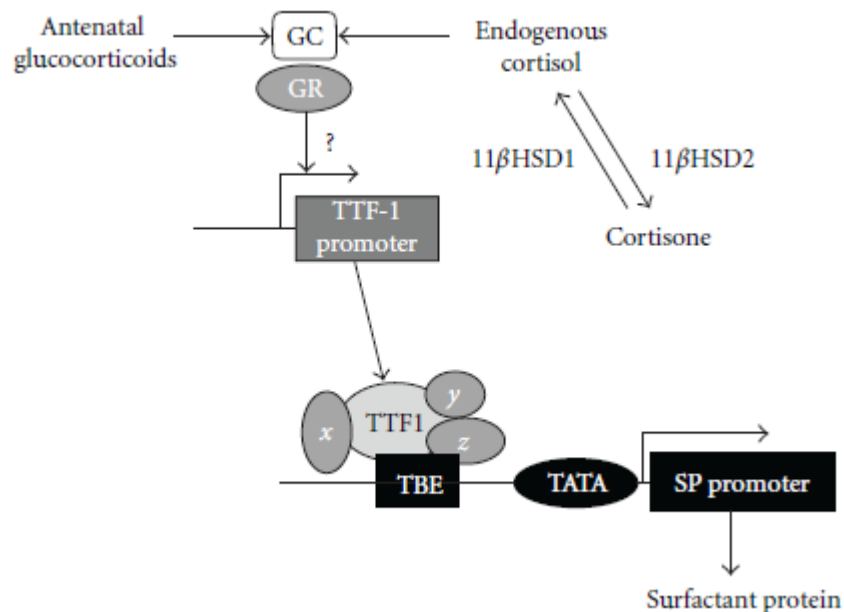 Antenatal
glucocorticoids
GC
Endogenous
cortisol
GR
?
11βHSD1
11βHSD2
TTF-1
promoter
Cortisone
x
TTF1
y
z
TBE
TATA
SP promoter
Surfactant protein